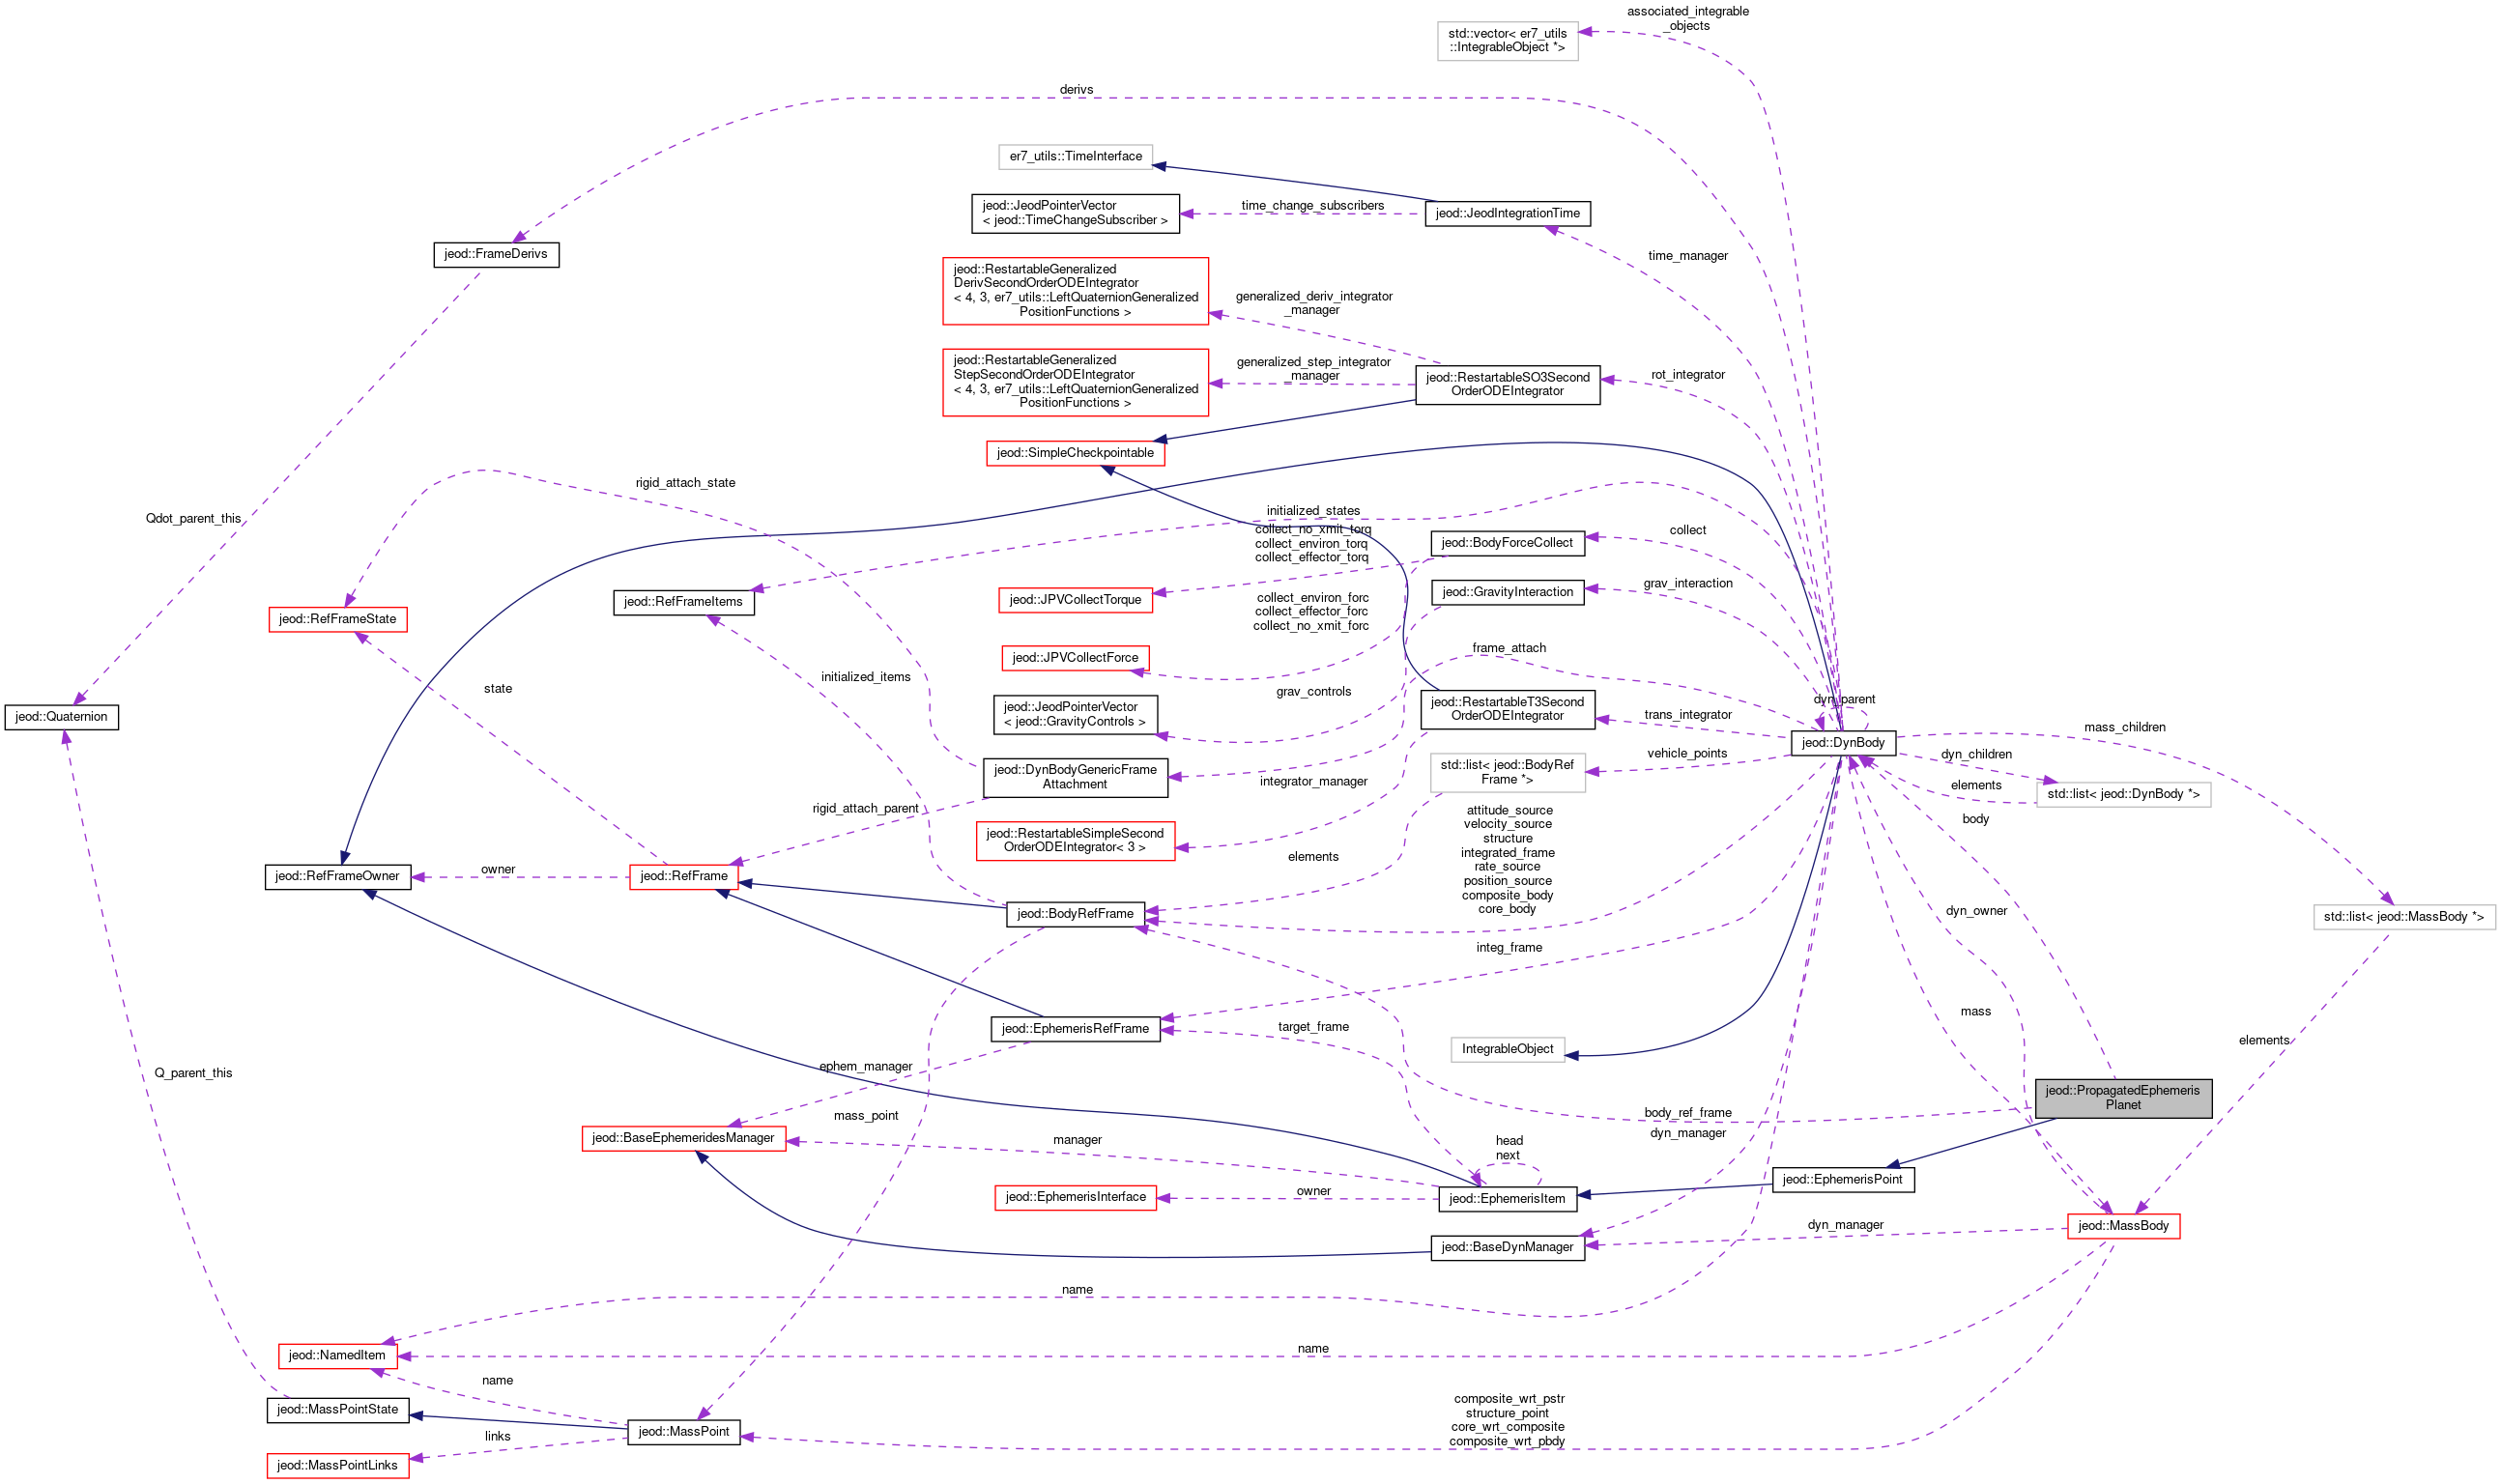 associated_integrable
_objects
std::vector< er7_utils
::IntegrableObject *>
derivs
er7_utils::TimeInterface
jeod::JeodPointerVector
< jeod::TimeChangeSubscriber >
time_change_subscribers
jeod::JeodIntegrationTime
jeod::FrameDerivs
time_manager
jeod::RestartableGeneralized
DerivSecondOrderODEIntegrator
< 4, 3, er7_utils::LeftQuaternionGeneralized
PositionFunctions >
generalized_deriv_integrator
_manager
jeod::RestartableGeneralized
StepSecondOrderODEIntegrator
< 4, 3, er7_utils::LeftQuaternionGeneralized
PositionFunctions >
generalized_step_integrator
_manager
jeod::RestartableSO3Second
OrderODEIntegrator
rot_integrator
jeod::SimpleCheckpointable
rigid_attach_state
Qdot_parent_this
initialized_states
collect_no_xmit_torq
collect_environ_torq
collect_effector_torq
jeod::BodyForceCollect
collect
jeod::JPVCollectTorque
jeod::GravityInteraction
grav_interaction
jeod::RefFrameItems
jeod::RefFrameState
collect_environ_forc
collect_effector_forc
collect_no_xmit_forc
jeod::JPVCollectForce
frame_attach
initialized_items
state
grav_controls
jeod::JeodPointerVector
< jeod::GravityControls >
jeod::RestartableT3Second
OrderODEIntegrator
trans_integrator
dyn_parent
jeod::DynBody
mass_children
jeod::Quaternion
dyn_children
vehicle_points
std::list< jeod::BodyRef
Frame *>
jeod::DynBodyGenericFrame
Attachment
integrator_manager
elements
std::list< jeod::DynBody *>
rigid_attach_parent
body
jeod::RestartableSimpleSecond
OrderODEIntegrator< 3 >
attitude_source
velocity_source
structure
integrated_frame
rate_source
position_source
composite_body
core_body
elements
jeod::RefFrameOwner
owner
jeod::RefFrame
jeod::BodyRefFrame
dyn_owner
std::list< jeod::MassBody *>
integ_frame
jeod::EphemerisRefFrame
target_frame
mass
elements
IntegrableObject
ephem_manager
Q_parent_this
jeod::PropagatedEphemeris
Planet
mass_point
body_ref_frame
jeod::BaseEphemeridesManager
manager
head
next
dyn_manager
jeod::EphemerisPoint
jeod::EphemerisInterface
owner
jeod::EphemerisItem
jeod::MassBody
dyn_manager
jeod::BaseDynManager
name
jeod::NamedItem
name
name
jeod::MassPointState
composite_wrt_pstr
structure_point
core_wrt_composite
composite_wrt_pbdy
jeod::MassPoint
links
jeod::MassPointLinks